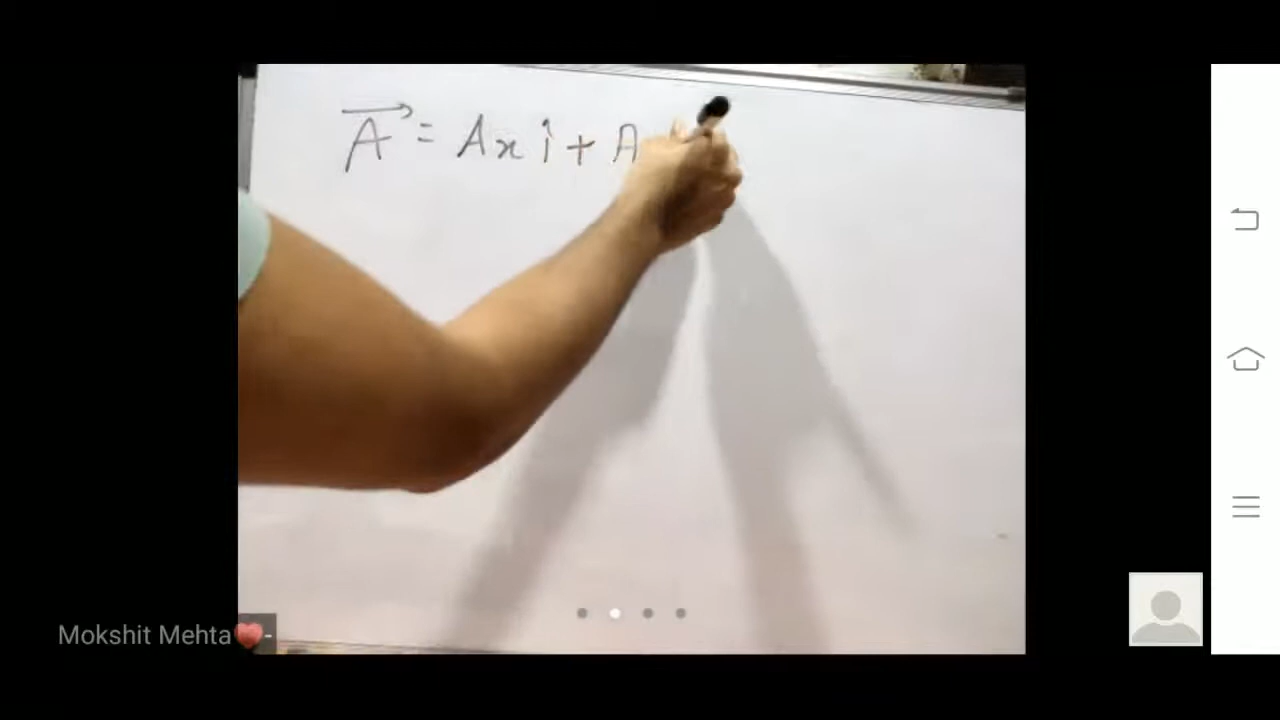 A⃗ = Ax î + A
Mokshit Mehta❤️-